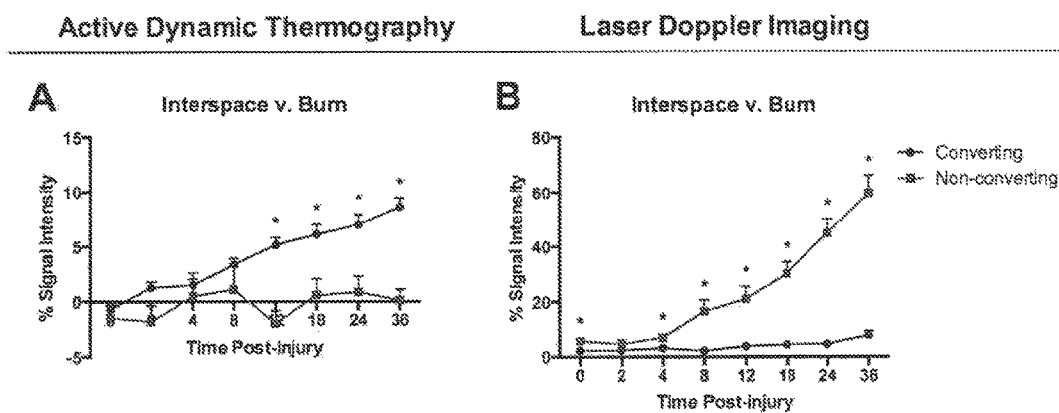 Active Dynamic Thermography
Laser Doppler Imaging
A
Interspace v. Burn
15
10
5
0
-5
% Signal Intensity
* * * *
4 8 18 24 36
Time Post-injury
B
Interspace v. Burn
80
60
40
20
0
% Signal Intensity
* * * * * * *
0 2 4 8 12 18 24 36
Time Post-injury
Converting
Non-converting